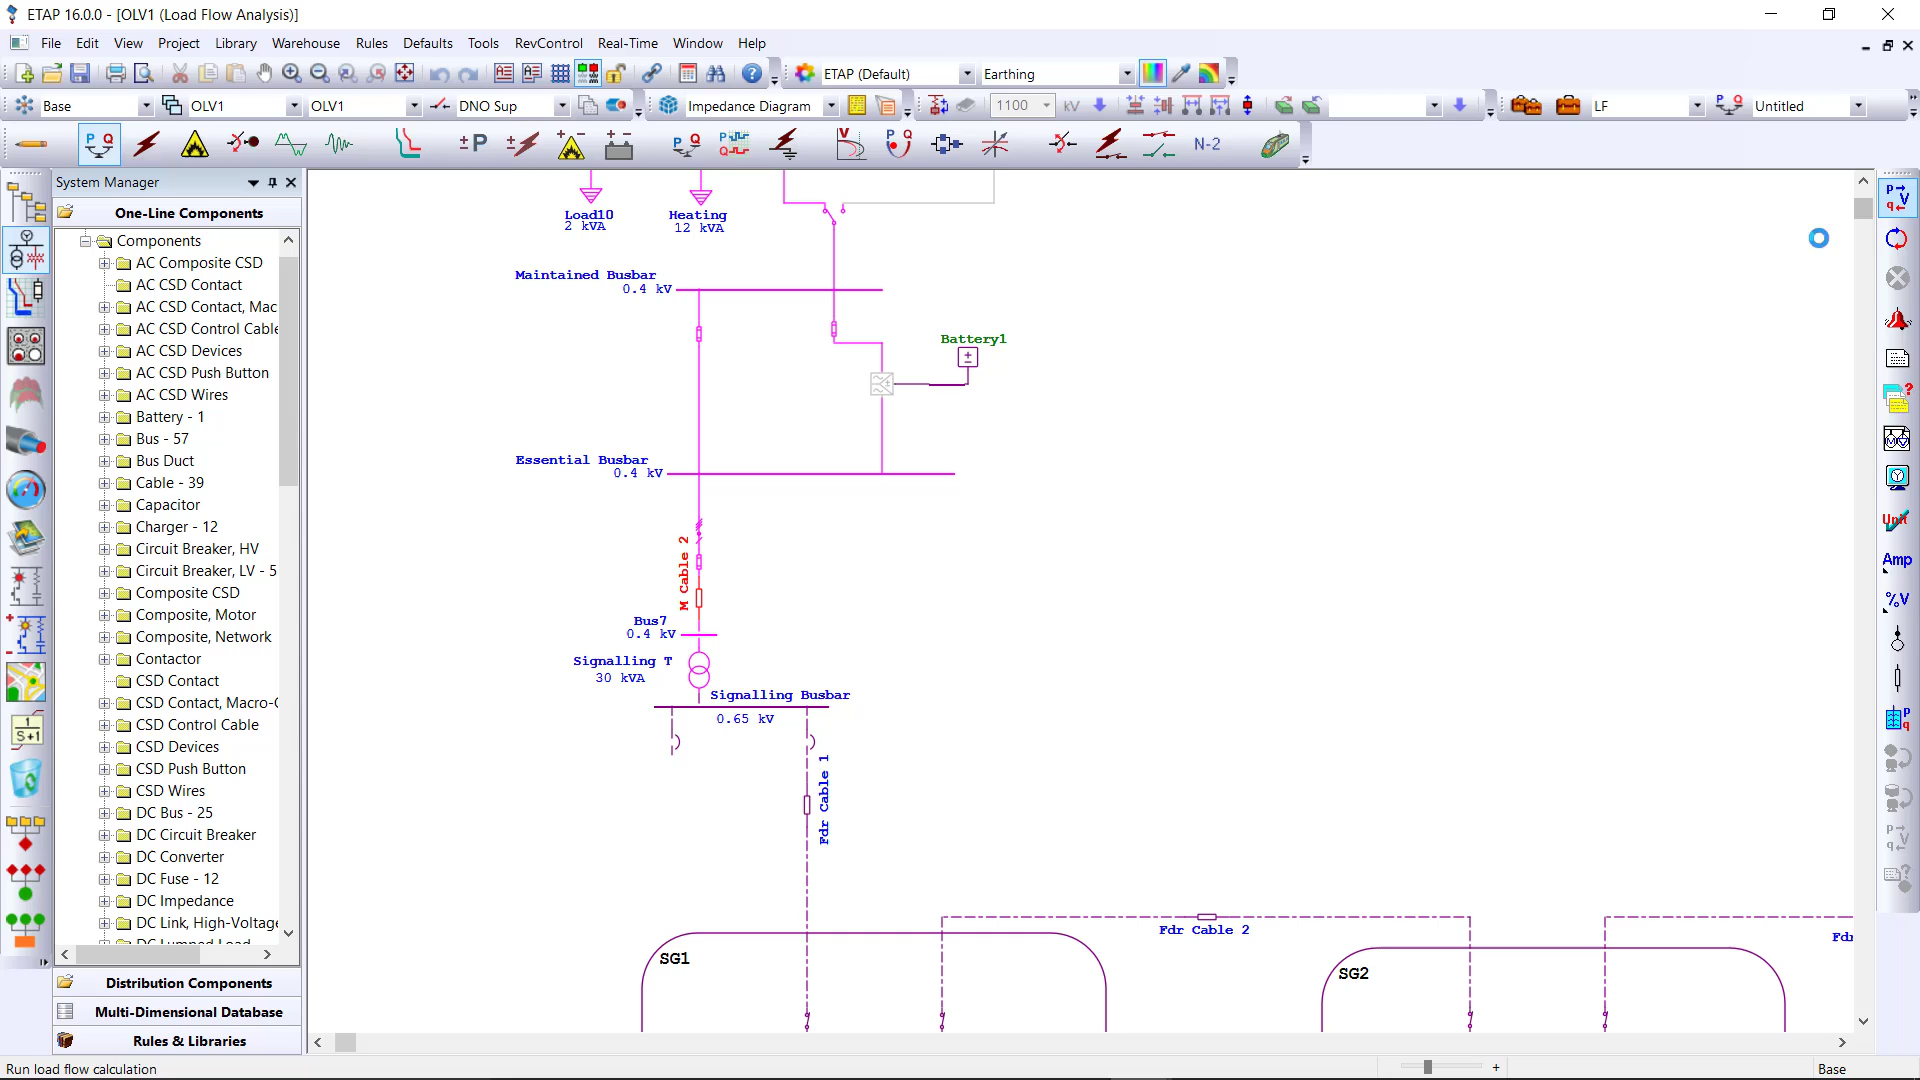 ETAP 16.0.0 - [OLV1 (Load Flow Analysis)]
File Edit View Project Library Warehouse Rules Defaults Tools RevControl Real-Time Window Help
ETAP (Default) Earthing
Base OLV1 OLV1 DNO Sup Impedance Diagram 1100 kV LF Untitled
P Q ±P P Q P Q V P Q N-2
System Manager
One-Line Components
Components
AC Composite CSD
AC CSD Contact
AC CSD Contact, Mac
AC CSD Control Cable
AC CSD Devices
AC CSD Push Button
AC CSD Wires
Battery - 1
Bus - 57
Bus Duct
Cable - 39
Capacitor
Charger - 12
Circuit Breaker, HV
Circuit Breaker, LV - 5
Composite CSD
Composite, Motor
Composite, Network
Contactor
CSD Contact
CSD Contact, Macro-C
CSD Control Cable
CSD Devices
CSD Push Button
CSD Wires
DC Bus - 25
DC Circuit Breaker
DC Converter
DC Fuse - 12
DC Impedance
DC Link, High-Voltage
DC Lumped Load
Distribution Components
Multi-Dimensional Database
Rules & Libraries
1
S+1
Load10
2 kVA
Heating
12 kVA
Maintained Busbar
0.4 kV
Battery1
Essential Busbar
0.4 kV
M Cable 2
Bus7
0.4 kV
Signalling T
30 kVA
Signalling Busbar
0.65 kV
Fdr Cable 1
Fdr Cable 2
Fdr
SG1
SG2
Unit
Amp
%V
Run load flow calculation
Base